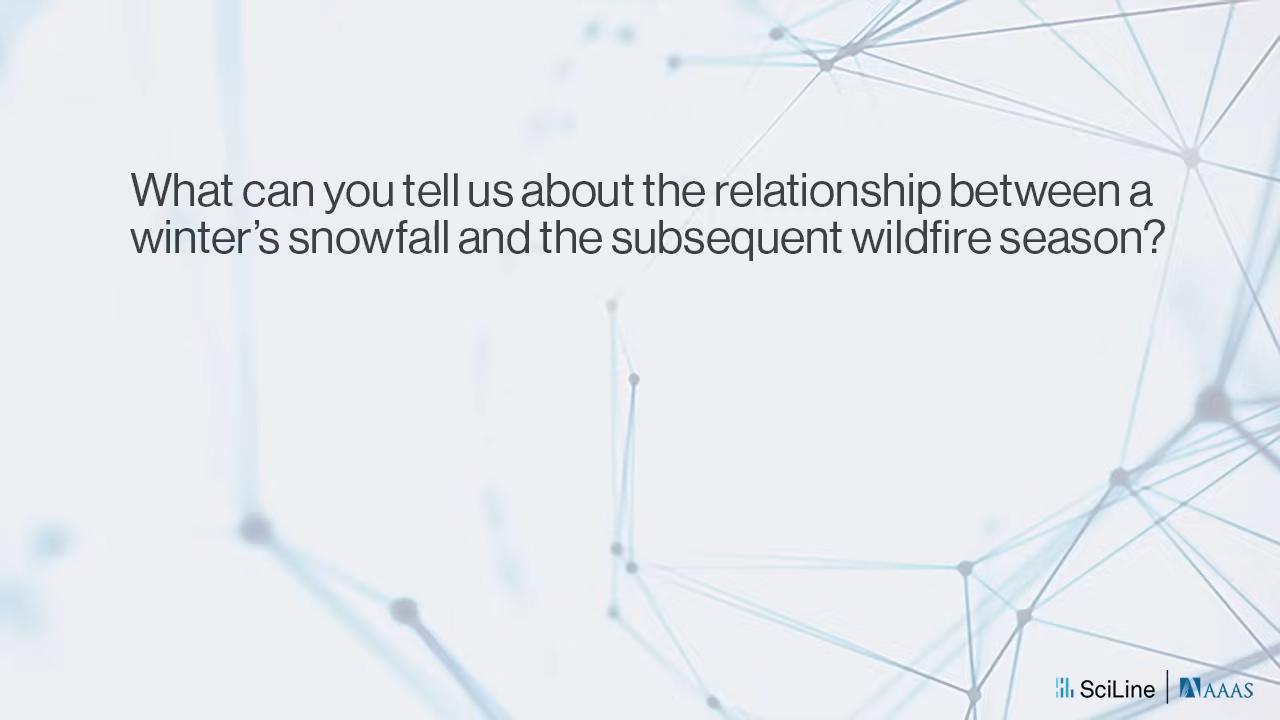 What can you tell us about the relationship between a
winter’s snowfall and the subsequent wildfire season?
SciLine | AAAS